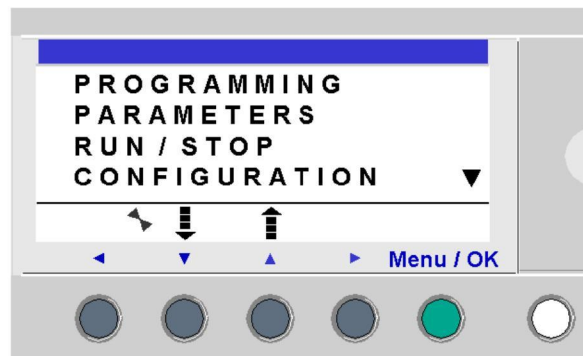 PROGRAMMING
PARAMETERS
RUN / STOP
CONFIGURATION
Menu / OK